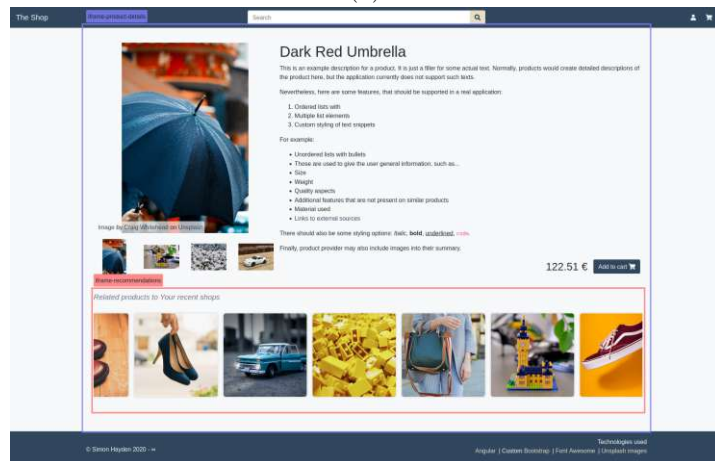 The Shop
iframe-product-details
Search
Dark Red Umbrella
This is an example description for a product. It is just a filler for some actual text. Normally, products would create detailed descriptions of
the product here, but the application currently does not support such texts.
Nevertheless, here are some features, that should be supported in a real application:
1. Ordered lists with
2. Multiple list elements
3. Custom styling of text snippets
For example:
• Unordered lists with bullets
• These are used to give the user general information, such as...
• Size
• Weight
• Quality aspects
• Additional features that are not present on similar products
• Material used
• Links to external sources
There should also be some styling options: italic, bold, underlined, code.
Finally, product provider may also include images into their summary.
Image by Craig Whitehead on Unsplash
122.51 € Add to cart
iframe-recommendations
Related products to Your recent shops
© Simon Hayden 2020 -
Technologies used
Angular | Custom Bootstrap | Font Awesome | Unsplash images